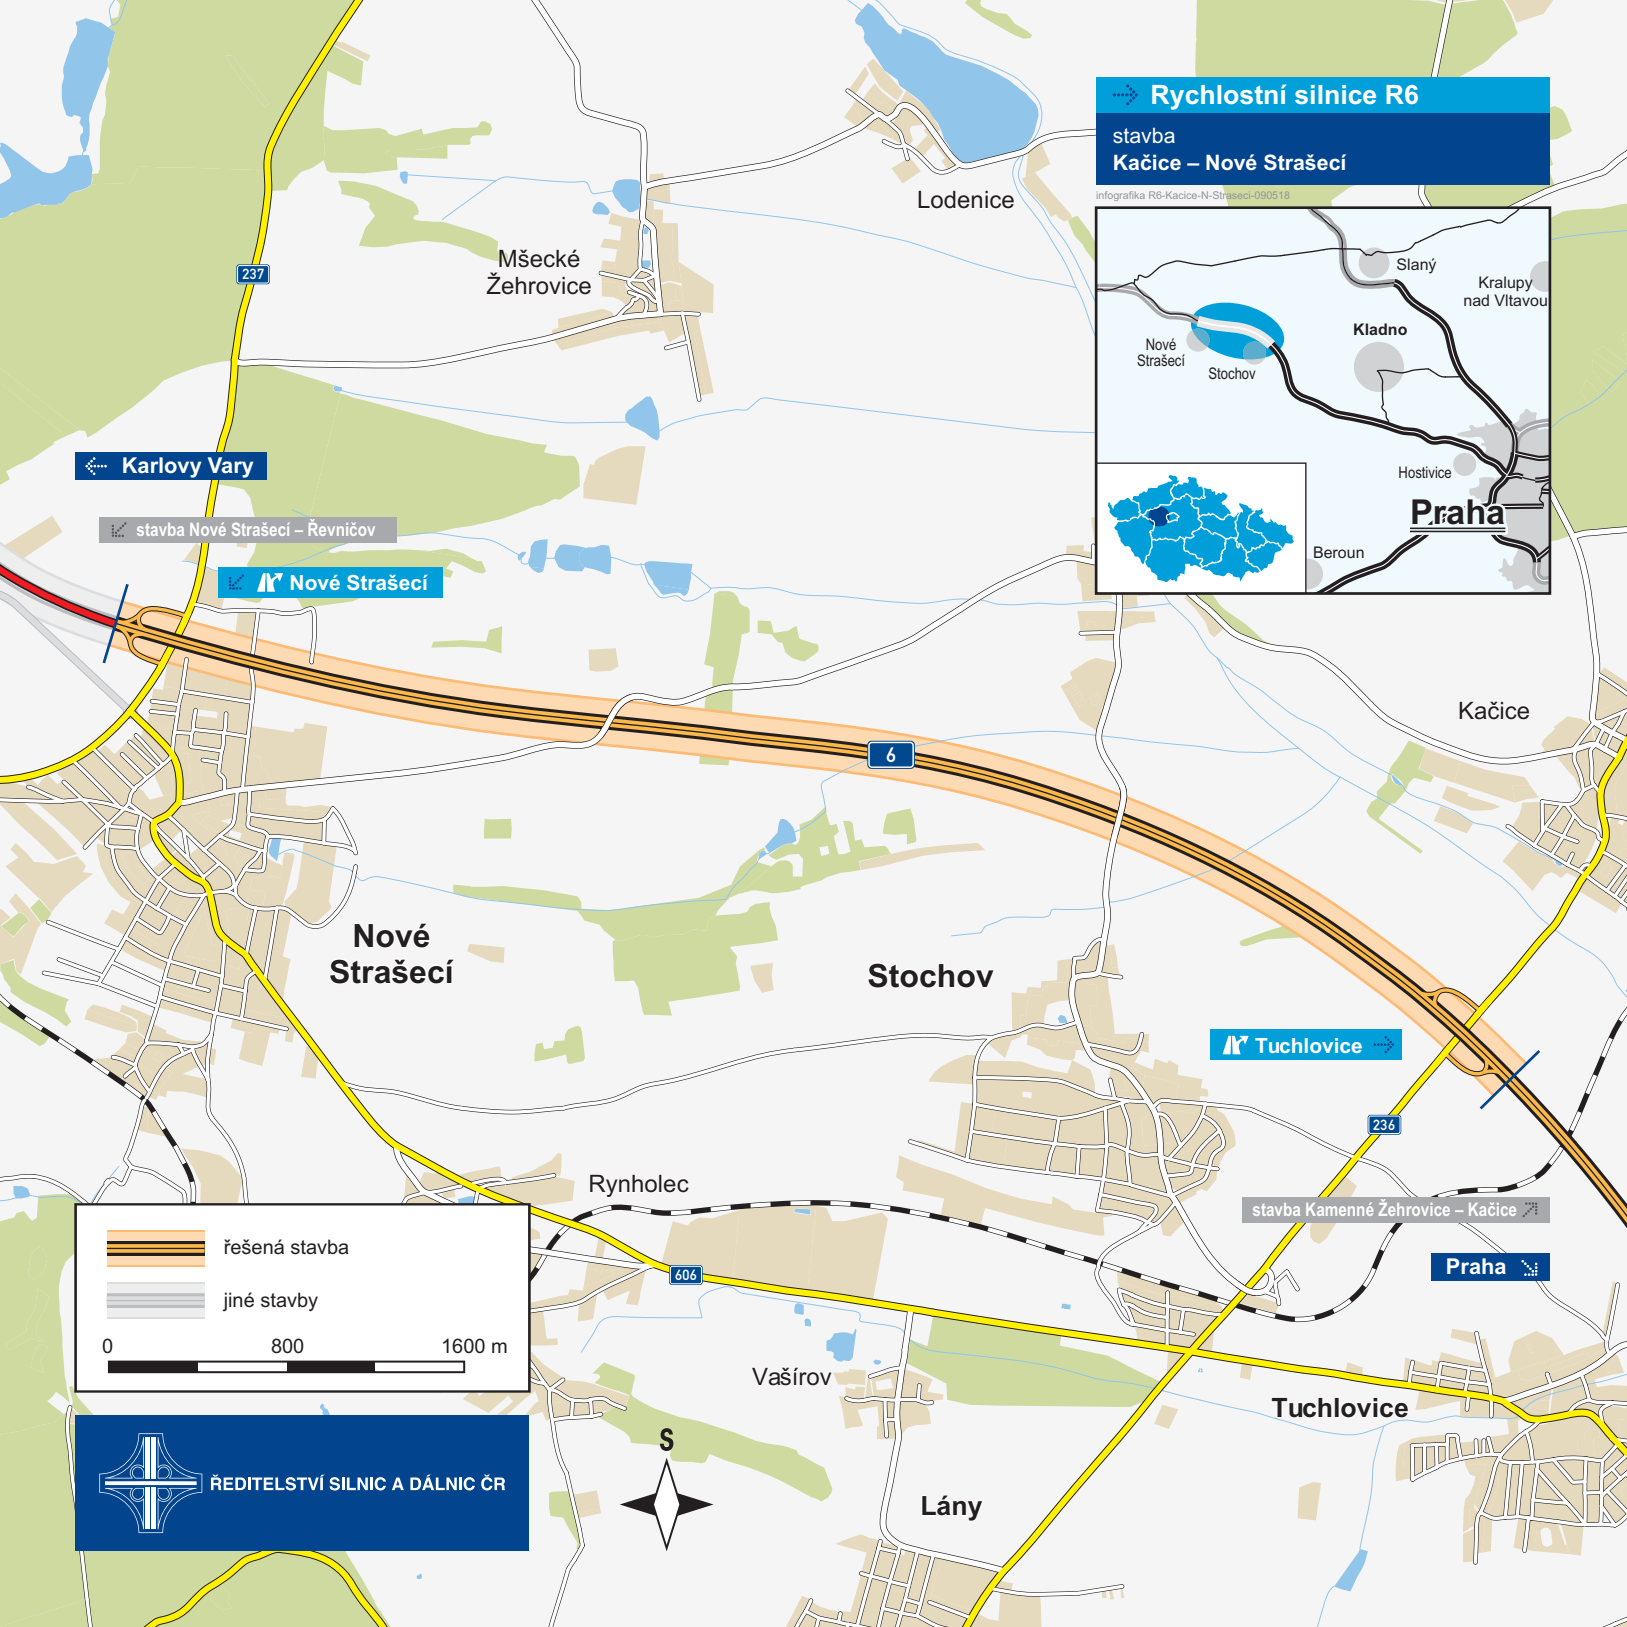 Rychlostní silnice R6
stavba
Kačice – Nové Strašecí
infografika R6-Kacice-N-Straseci-090518
Lodenice
Mšecké
Žehrovice
237
Slaný
Kralupy
nad Vltavou
Kladno
Nové
Strašecí
Stochov
Hostivice
Praha
Beroun
Karlovy Vary
stavba Nové Strašecí – Řevničov
Nové Strašecí
Kačice
6
Nové
Strašecí
Stochov
Tuchlovice
236
Rynholec
stavba Kamenné Žehrovice – Kačice
Praha
606
řešená stavba
jiné stavby
0 800 1600 m
Vašírov
Tuchlovice
S
Lány
ŘEDITELSTVÍ SILNIC A DÁLNIC ČR